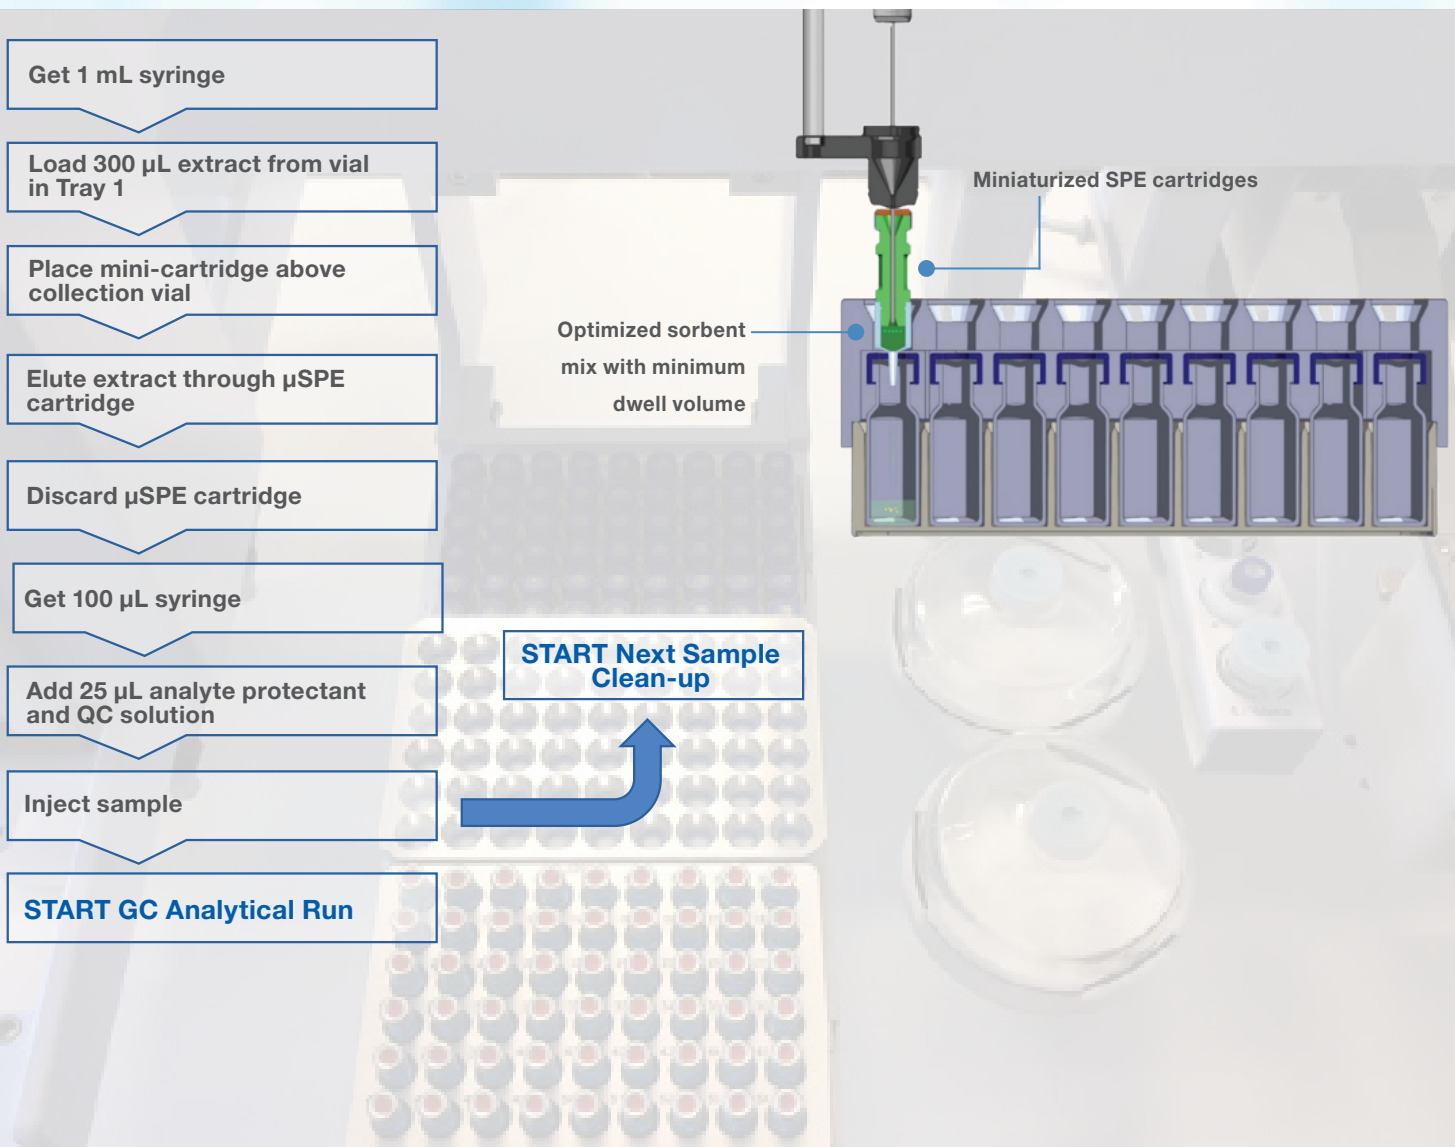 Get 1 mL syringe
Load 300 µL extract from vial
in Tray 1
Place mini-cartridge above
collection vial
Elute extract through µSPE
cartridge
Discard µSPE cartridge
Get 100 µL syringe
Add 25 µL analyte protectant
and QC solution
Inject sample
START GC Analytical Run
START Next Sample
Clean-up
Miniaturized SPE cartridges
Optimized sorbent
mix with minimum
dwell volume